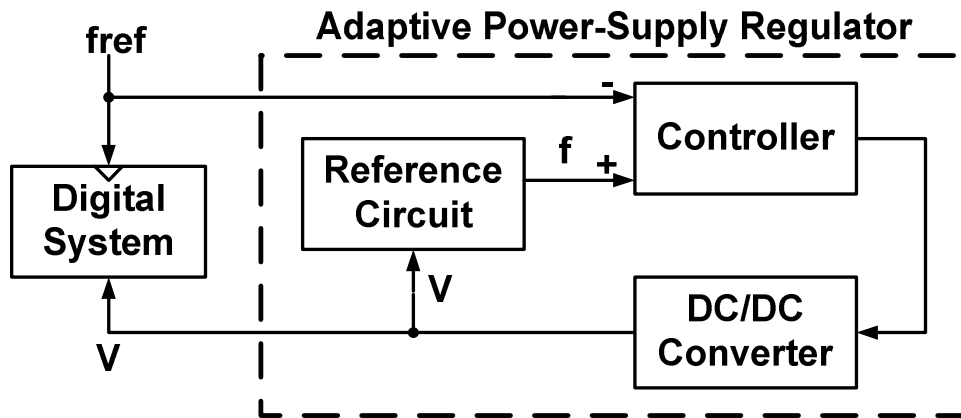 Adaptive Power-Supply Regulator
fref
-
Controller
f
+
Reference
Circuit
Digital
System
V
DC/DC
Converter
V